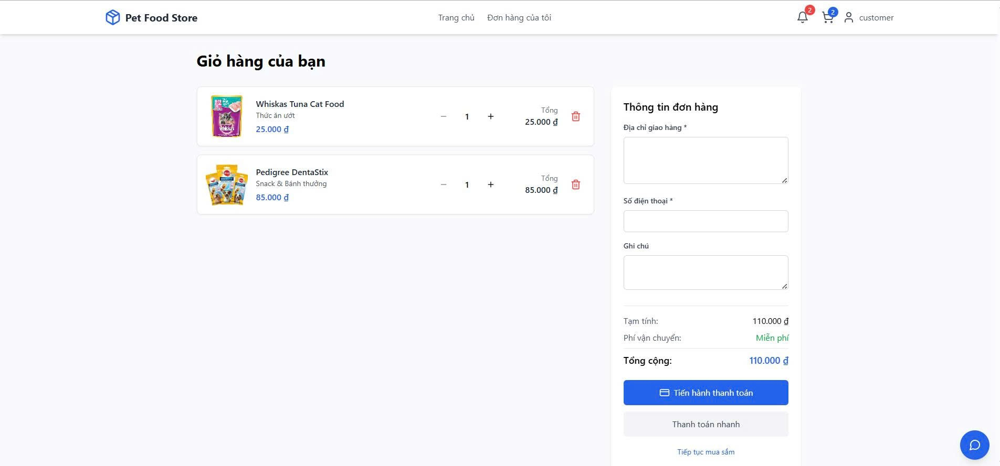 Pet Food Store
Trang chủ
Đơn hàng của tôi
2
2
customer
Giỏ hàng của bạn
Whiskas Tuna Cat Food
Thức ăn ướt
25.000 ₫
1
Tổng
25.000 ₫
Whiskas
Pedigree DentaStix
Snack & Bánh thưởng
85.000 ₫
1
Tổng
85.000 ₫
Thông tin đơn hàng
Địa chỉ giao hàng *
Số điện thoại *
Ghi chú
Tạm tính:
110.000 ₫
Phí vận chuyển:
Miễn phí
Tổng cộng:
110.000 ₫
Tiến hành thanh toán
Thanh toán nhanh
Tiếp tục mua sắm